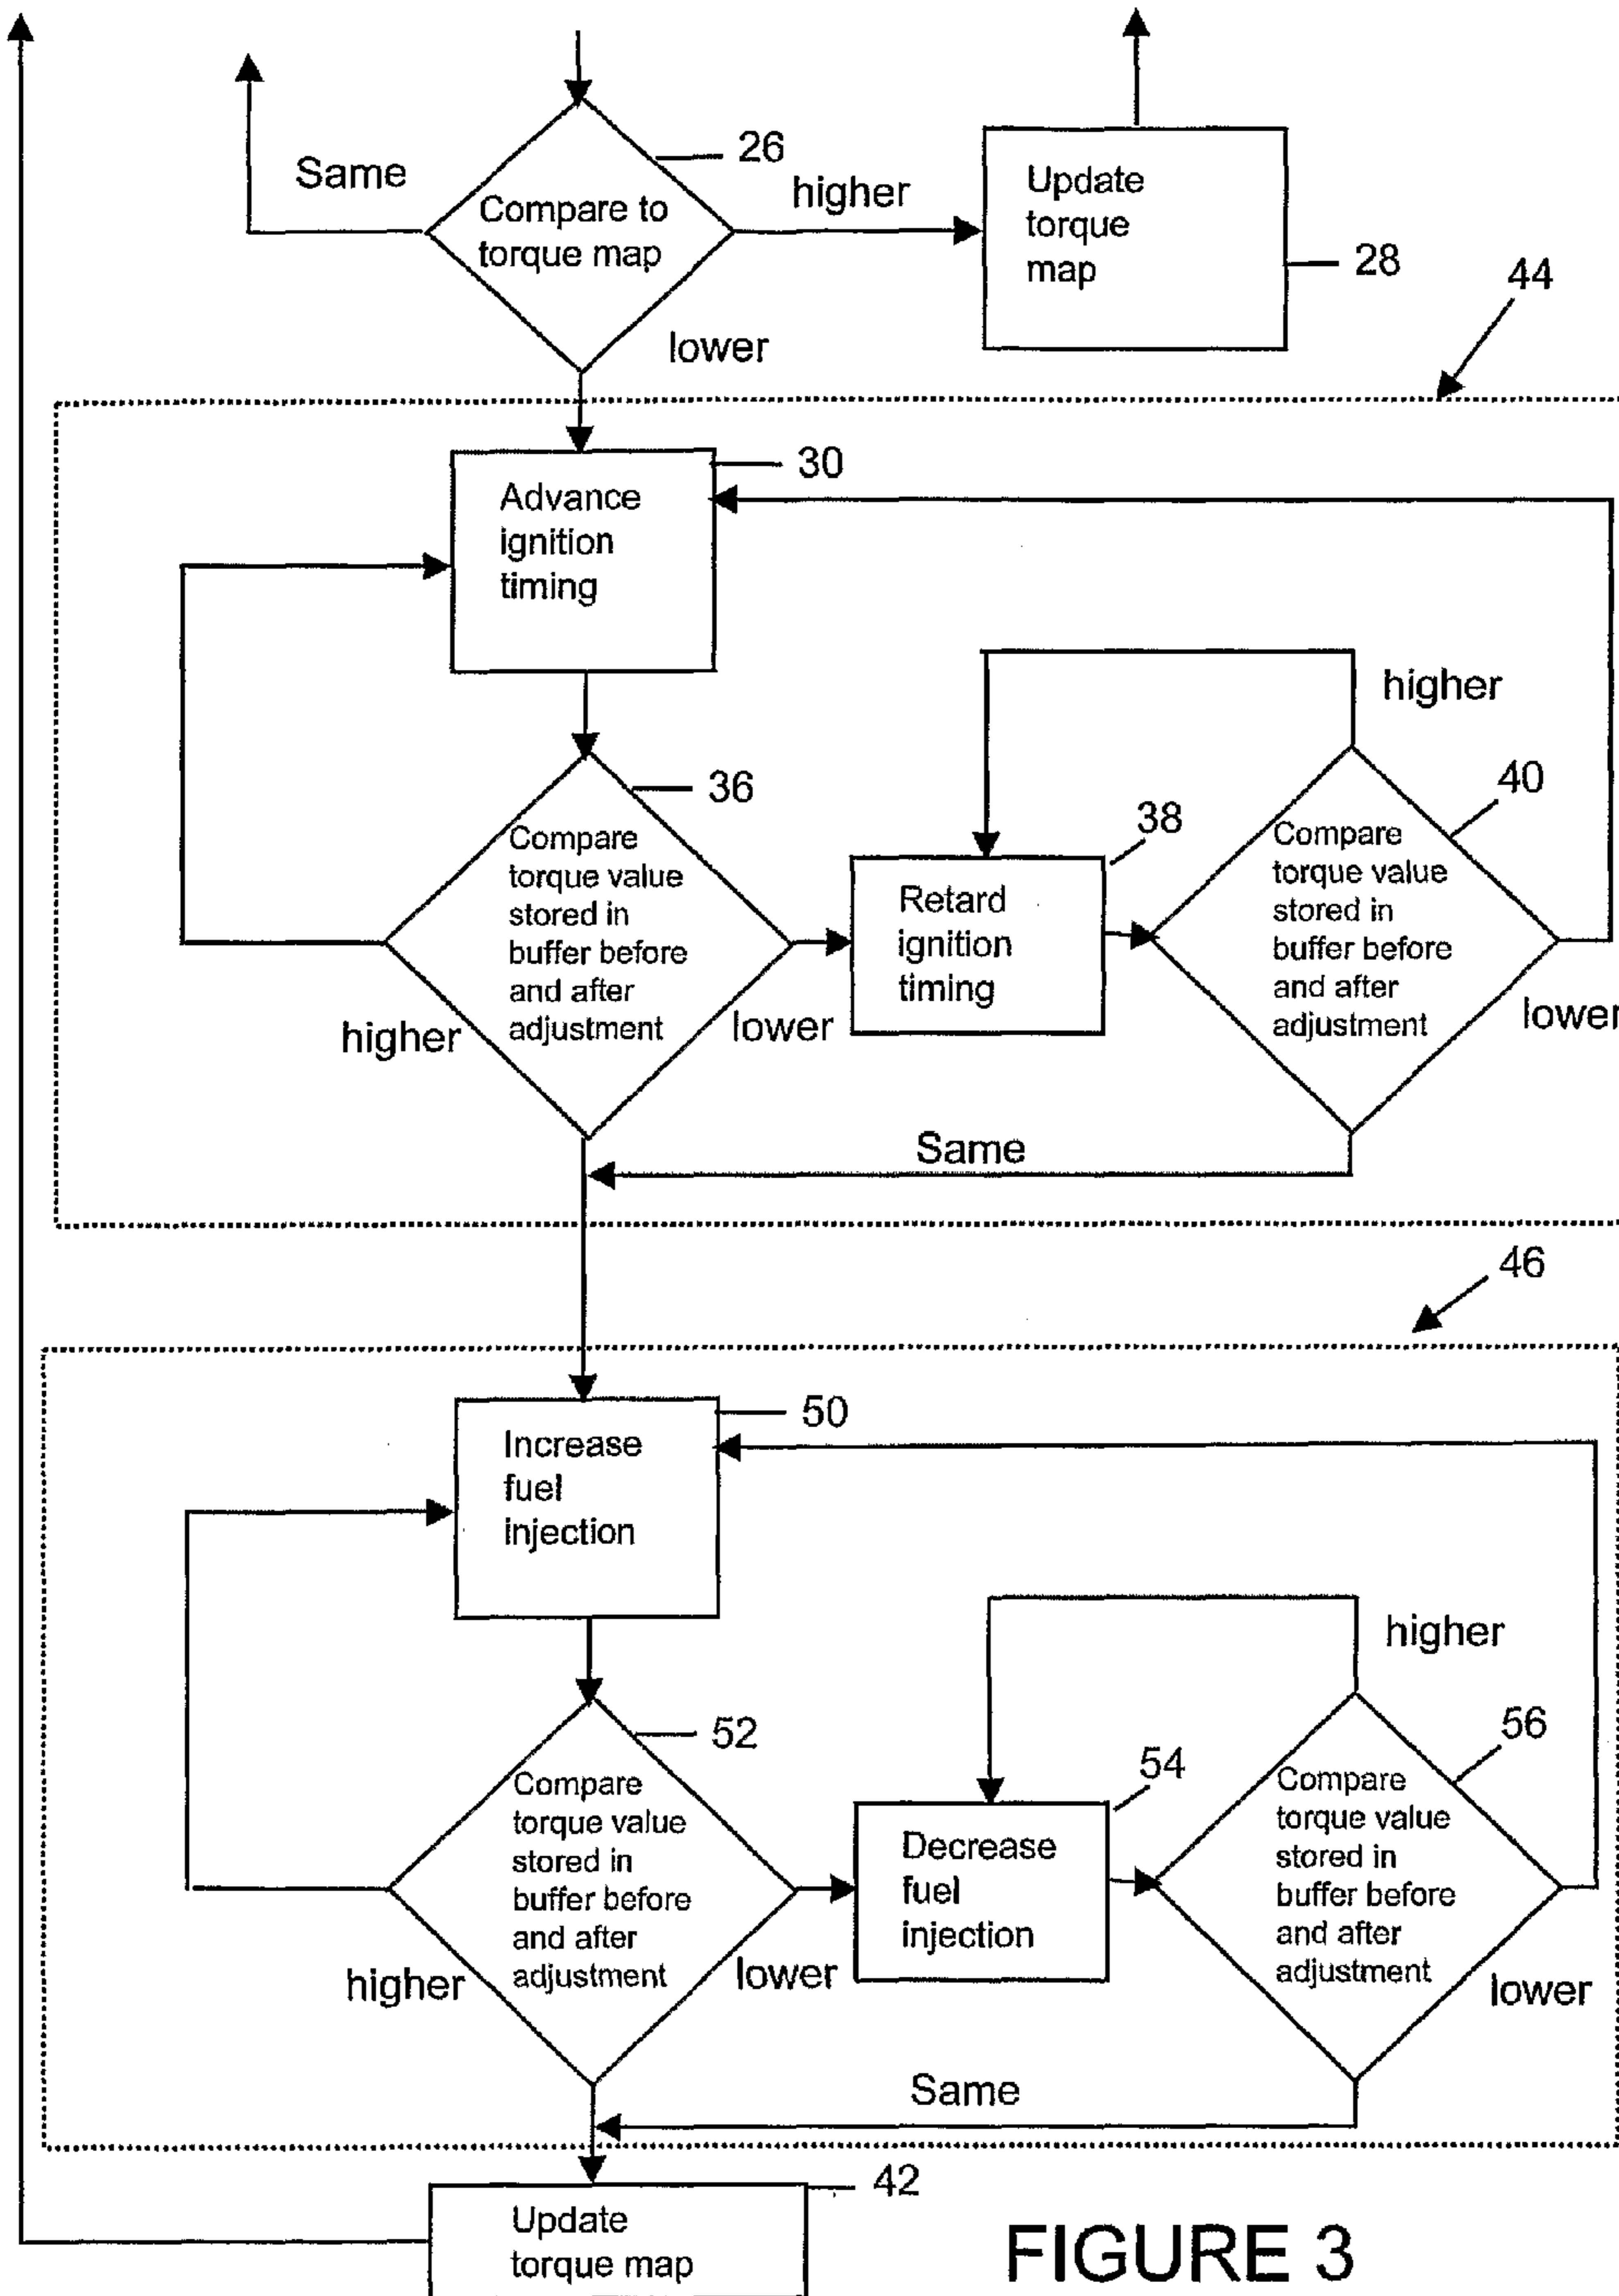 Same
26
Compare to
torque map
higher
Update
torque
map
28
lower
44
30
Advance
ignition
timing
higher
36
Compare
torque value
stored in
buffer before
and after
adjustment
higher
lower
38
Retard
ignition
timing
40
Compare
torque value
stored in
buffer before
and after
adjustment
lower
Same
46
50
Increase
fuel
injection
higher
52
Compare
torque value
stored in
buffer before
and after
adjustment
higher
lower
54
Decrease
fuel
injection
56
Compare
torque value
stored in
buffer before
and after
adjustment
lower
Same
42
Update
torque map
FIGURE 3